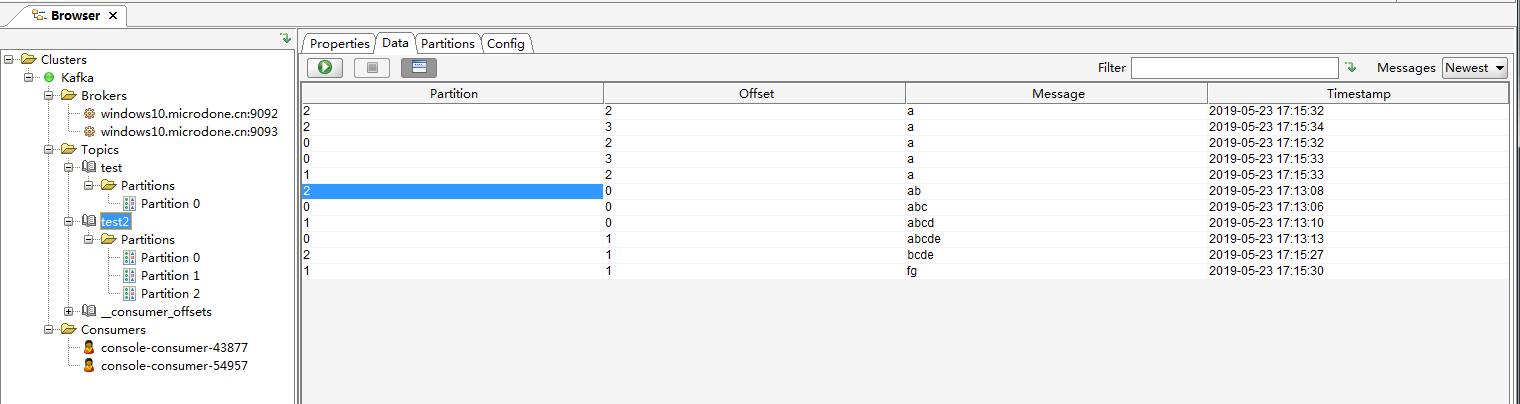 Browser
Clusters
Kafka
Brokers
windows10.microdone.cn:9092
windows10.microdone.cn:9093
Topics
test
Partitions
Partition 0
test2
Partitions
Partition 0
Partition 1
Partition 2
__consumer_offsets
Consumers
console-consumer-43877
console-consumer-54957
Properties Data Partitions Config
Filter Messages Newest
Partition Offset Message Timestamp
2 2 a 2019-05-23 17:15:32
2 3 a 2019-05-23 17:15:34
0 2 a 2019-05-23 17:15:32
0 3 a 2019-05-23 17:15:33
1 2 a 2019-05-23 17:15:33
2 0 ab 2019-05-23 17:13:08
0 0 abc 2019-05-23 17:13:06
1 0 abcd 2019-05-23 17:13:10
0 1 abcde 2019-05-23 17:13:13
2 1 bcde 2019-05-23 17:15:27
1 1 fg 2019-05-23 17:15:30